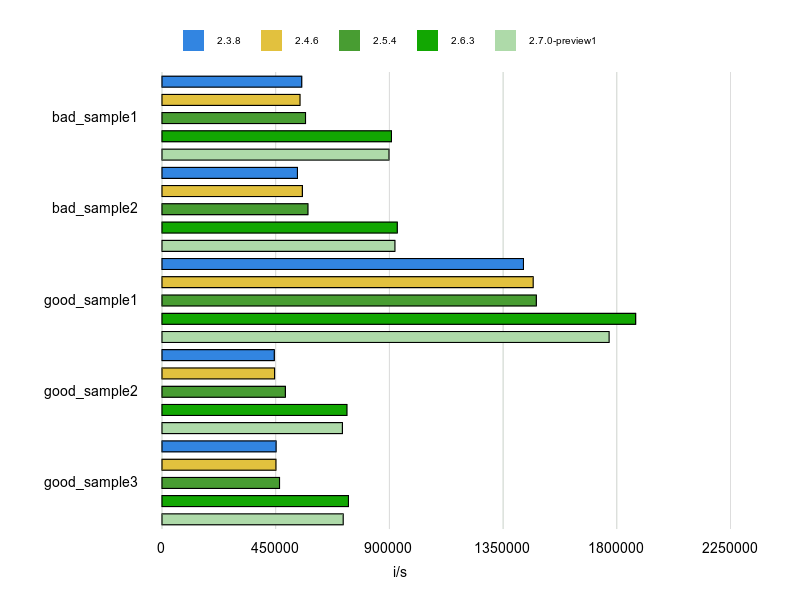 2.3.8 2.4.6 2.5.4 2.6.3 2.7.0-preview1
bad_sample1
bad_sample2
good_sample1
good_sample2
good_sample3
0 450000 900000 1350000 1800000 2250000
i/s